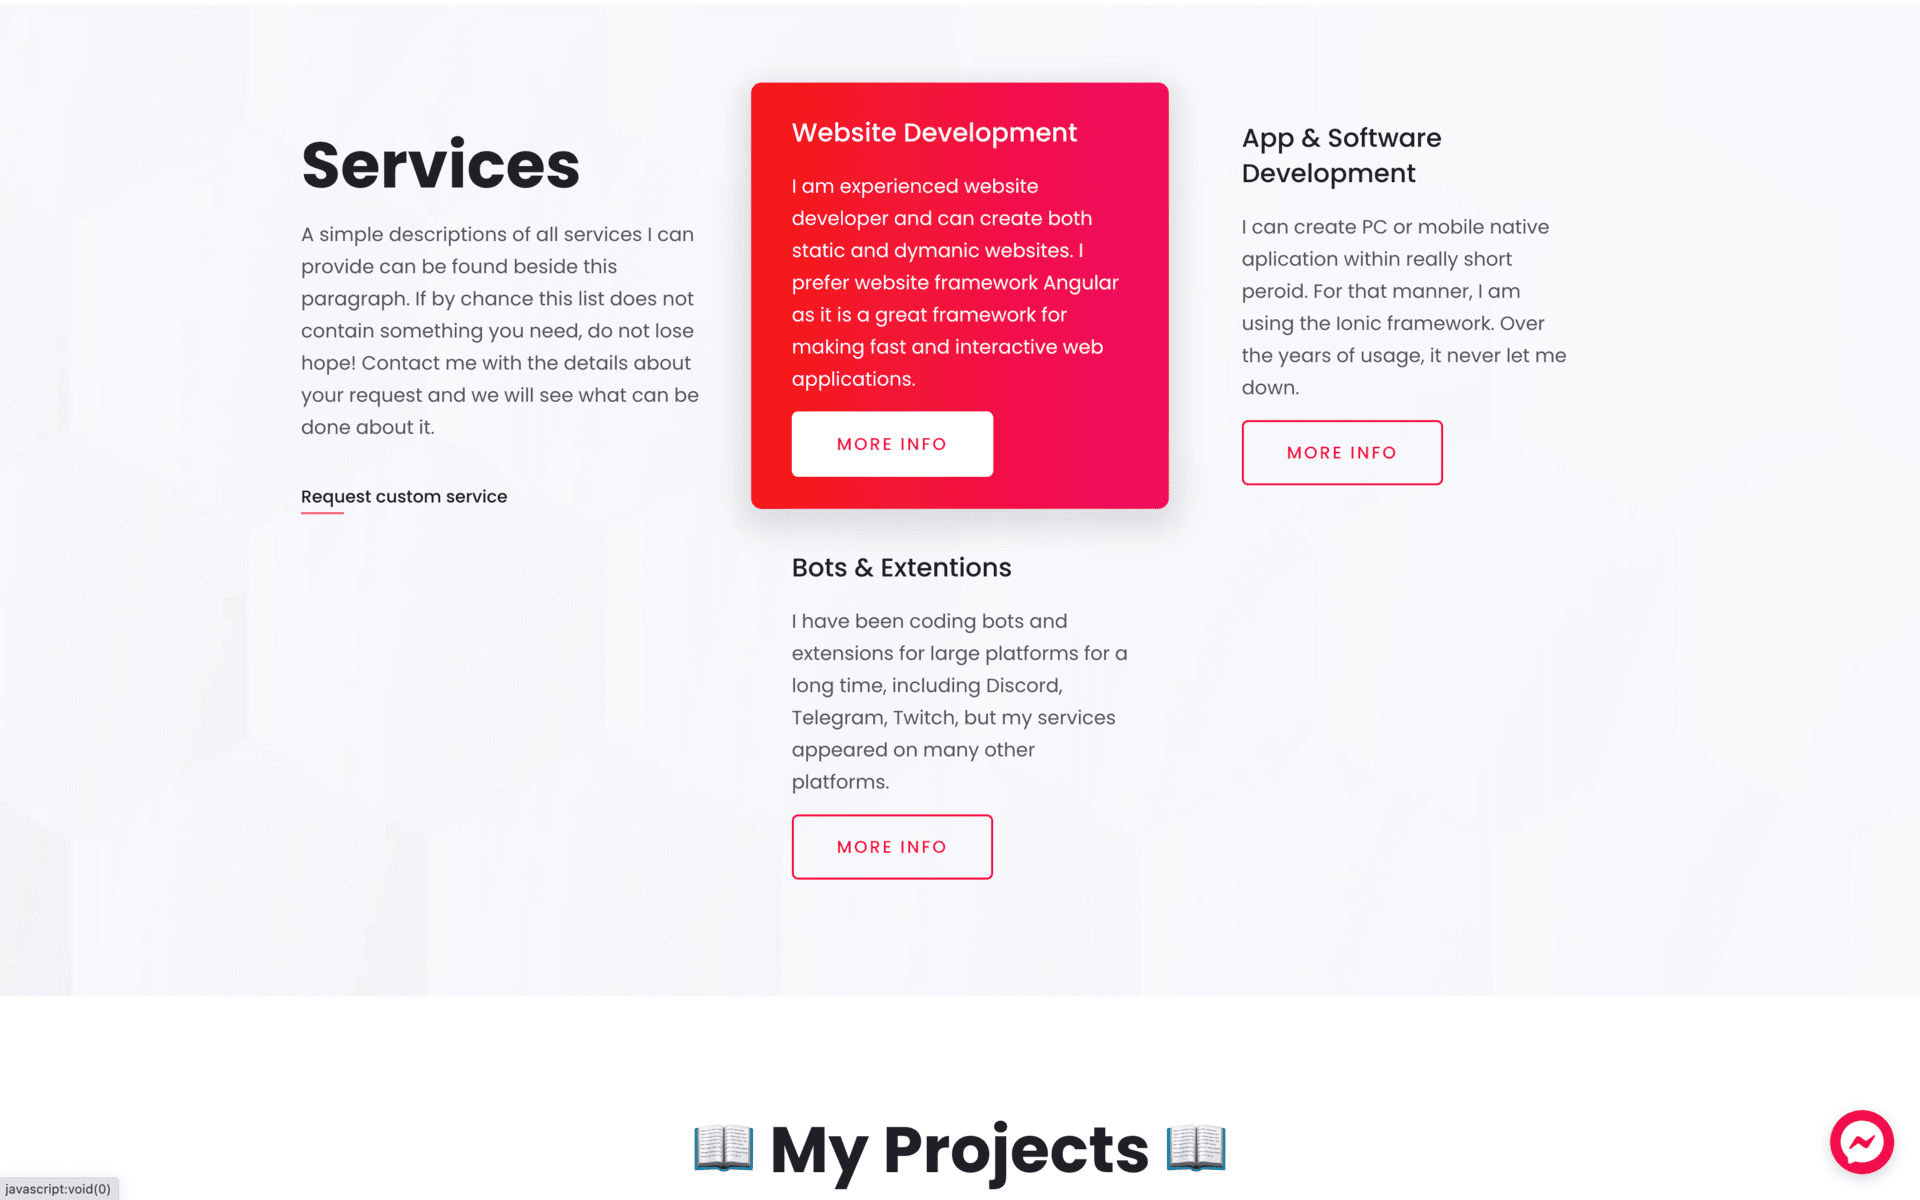 Services
A simple descriptions of all services I can
provide can be found beside this
paragraph. If by chance this list does not
contain something you need, do not lose
hope! Contact me with the details about
your request and we will see what can be
done about it.
Request custom service
Website Development
I am experienced website
developer and can create both
static and dymanic websites. I
prefer website framework Angular
as it is a great framework for
making fast and interactive web
applications.
MORE INFO
App & Software
Development
I can create PC or mobile native
aplication within really short
peroid. For that manner, I am
using the Ionic framework. Over
the years of usage, it never let me
down.
MORE INFO
Bots & Extentions
I have been coding bots and
extensions for large platforms for a
long time, including Discord,
Telegram, Twitch, but my services
appeared on many other
platforms.
MORE INFO
📖 My Projects 📖
javascript:void(0)